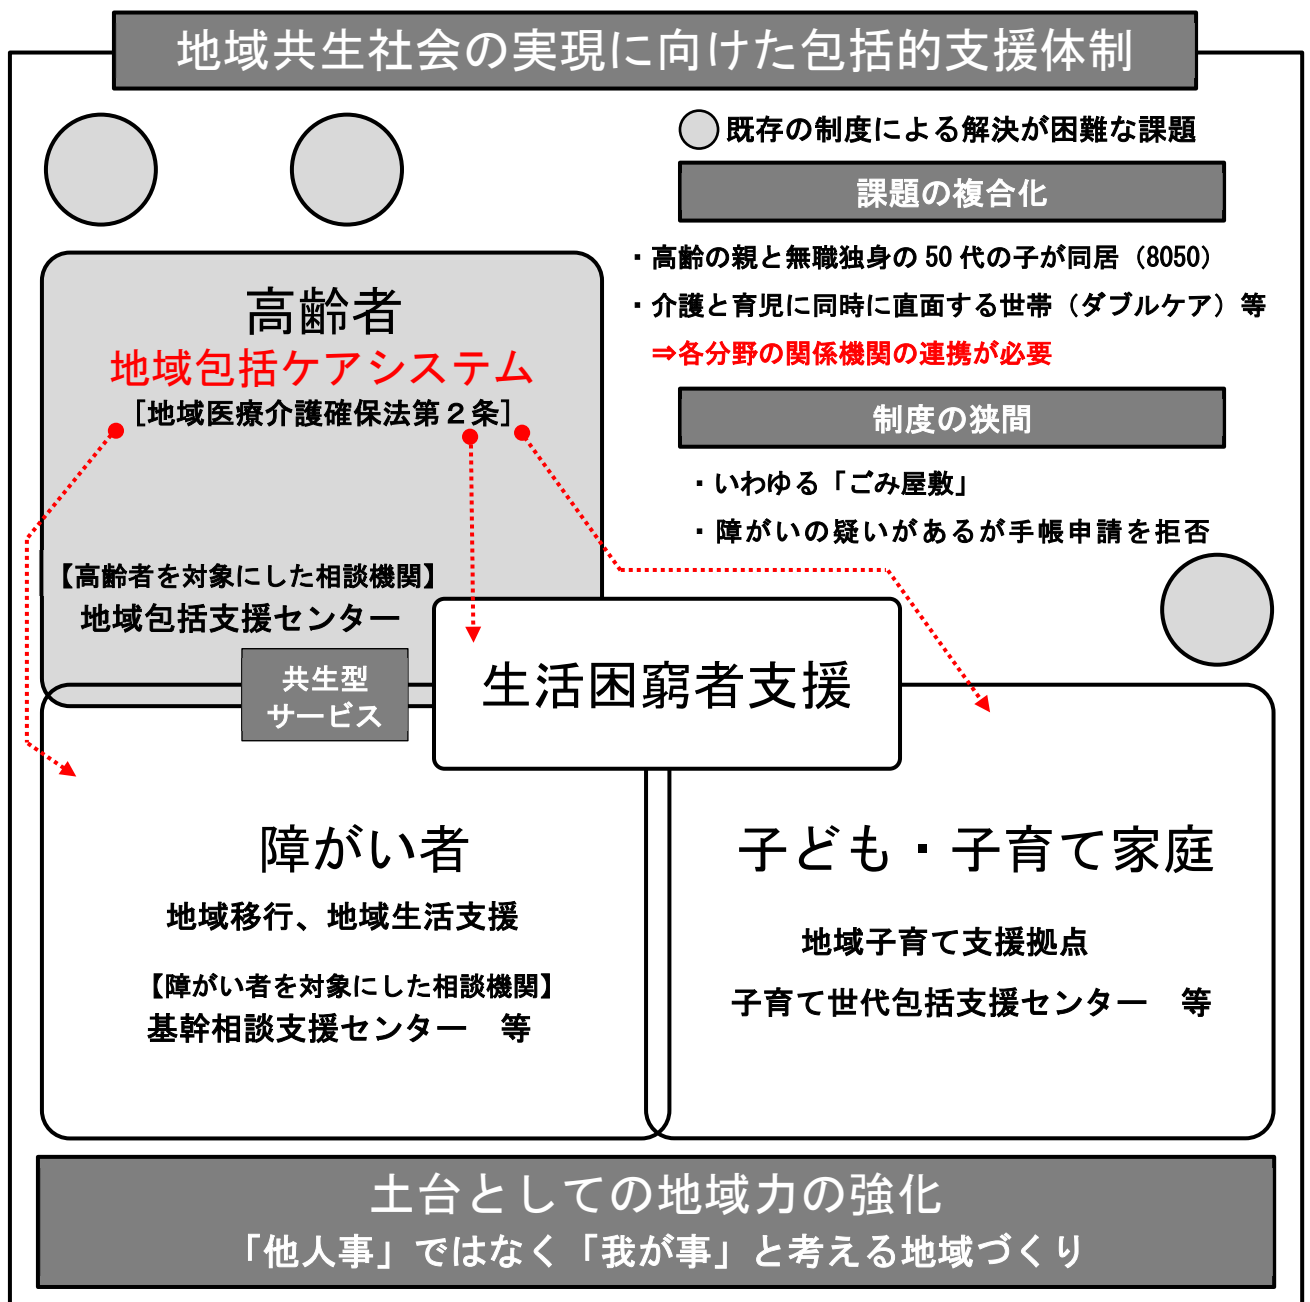 地域共生社会の実現に向けた包括的支援体制
既存の制度による解決が困難な課題
課題の複合化
・高齢の親と無職独身の50代の子が同居（8050）
・介護と育児に同時に直面する世帯（ダブルケア）等
⇒各分野の関係機関の連携が必要
制度の狭間
・いわゆる「ごみ屋敷」
・障がいの疑いがあるが手帳申請を拒否
高齢者
地域包括ケアシステム
［地域医療介護確保法第２条］
【高齢者を対象にした相談機関】
地域包括支援センター
共生型
サービス
生活困窮者支援
障がい者
地域移行、地域生活支援
【障がい者を対象にした相談機関】
基幹相談支援センター　等
子ども・子育て家庭
地域子育て支援拠点
子育て世代包括支援センター　等
土台としての地域力の強化
「他人事」ではなく「我が事」と考える地域づくり